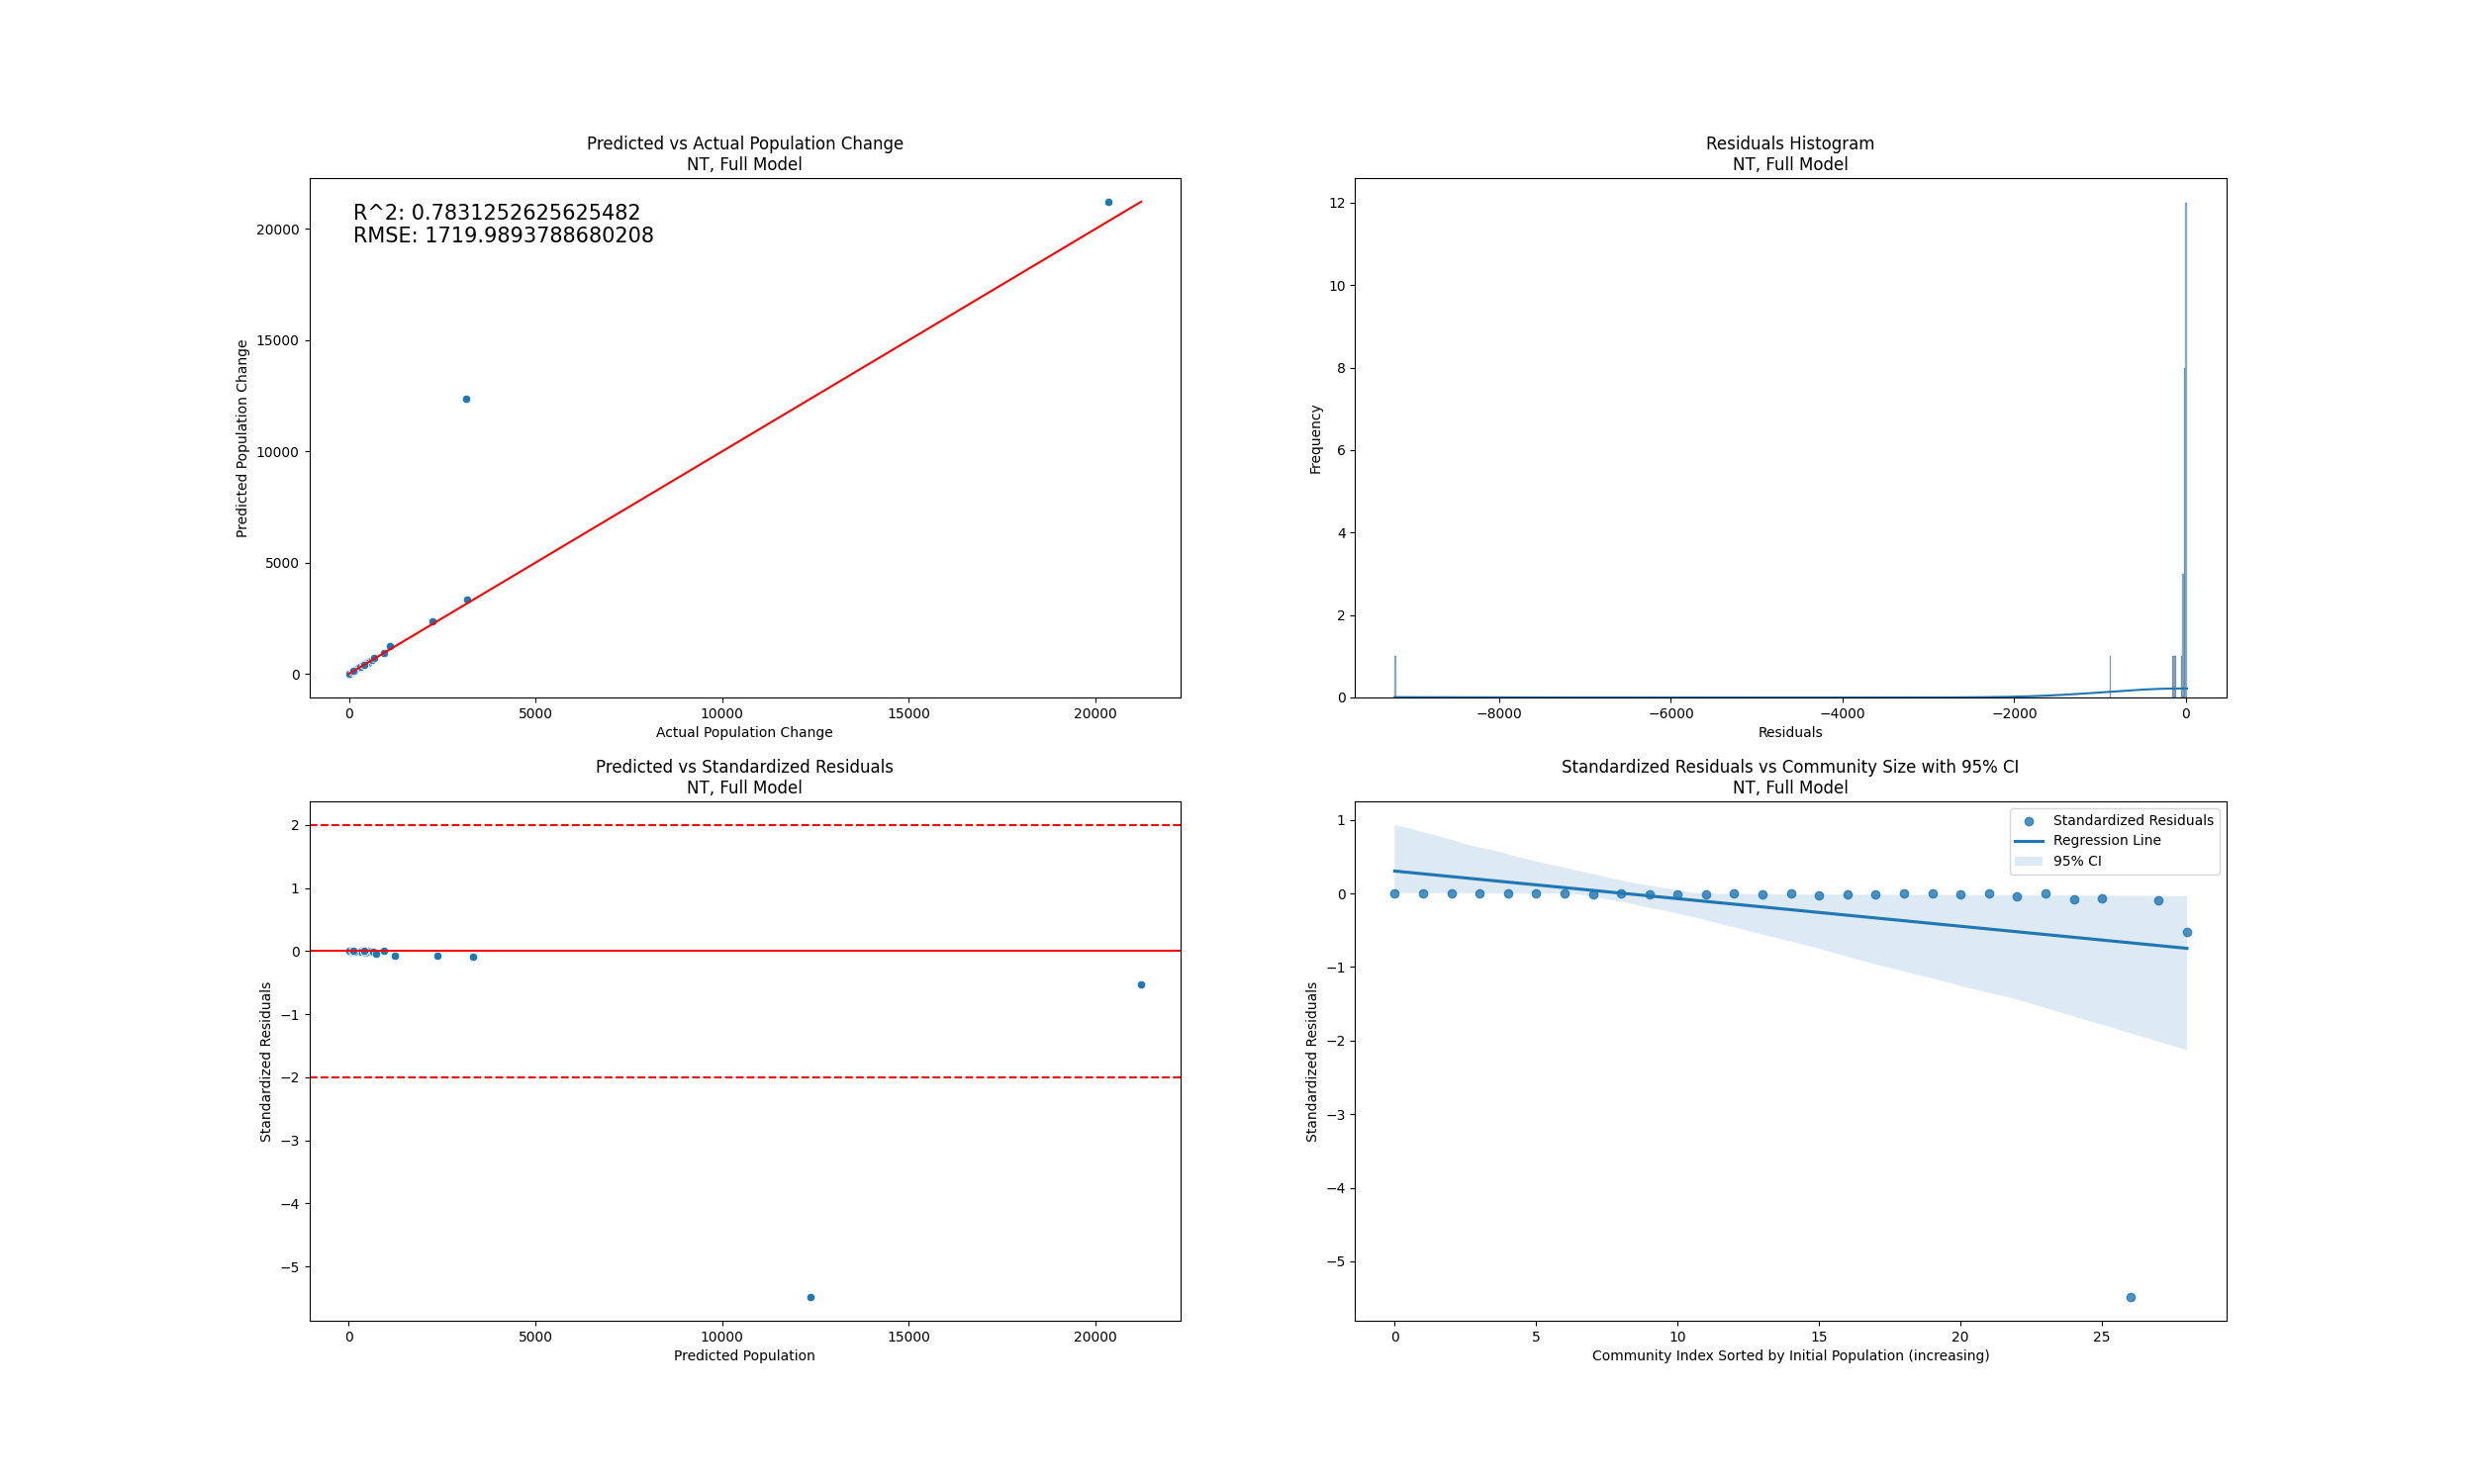 Predicted vs Actual Population Change
NT, Full Model
R^2: 0.7831252625625482
RMSE: 1719.9893788680208
20000
15000
10000
5000
0
Predicted Population Change
0 5000 10000 15000 20000
Actual Population Change
Residuals Histogram
NT, Full Model
12
10
8
6
4
2
0
Frequency
−8000 −6000 −4000 −2000 0
Residuals
Predicted vs Standardized Residuals
NT, Full Model
2
1
0
−1
−2
−3
−4
−5
Standardized Residuals
0 5000 10000 15000 20000
Predicted Population
Standardized Residuals vs Community Size with 95% CI
NT, Full Model
Standardized Residuals
Regression Line
95% CI
1
0
−1
−2
−3
−4
−5
Standardized Residuals
0 5 10 15 20 25
Community Index Sorted by Initial Population (increasing)